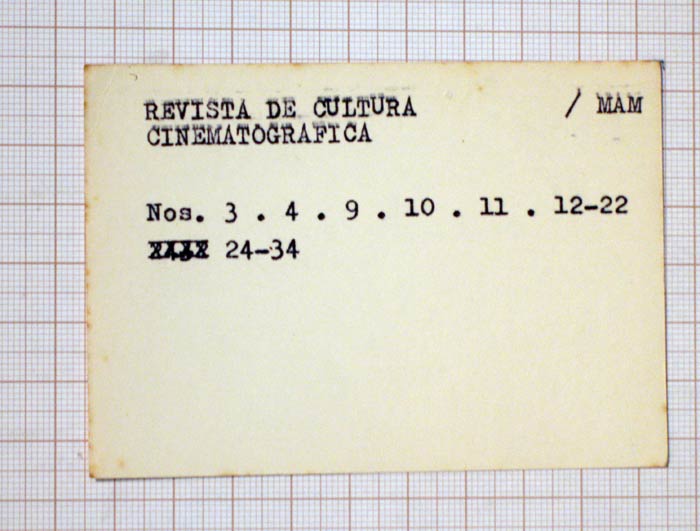 REVISTA DE CULTURA / MAM
CINEMATOGRAFICA
Nos. 3 . 4 . 9 . 10 . 11 . 12-22
24-34